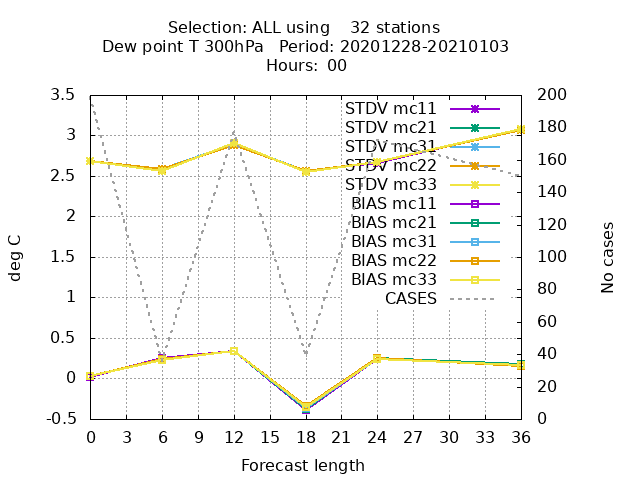 Selection: ALL using    32 stations
Dew point T 300hPa   Period: 20201228-20210103
Hours: 00
3.5
3
2.5
2
1.5
1
0.5
0
-0.5
deg C
STDV mc11
STDV mc21
STDV mc31
STDV mc22
STDV mc33
BIAS mc11
BIAS mc21
BIAS mc31
BIAS mc22
BIAS mc33
CASES
200
180
160
140
120
100
80
60
40
20
0
No cases
0 3 6 9 12 15 18 21 24 27 30 33 36
Forecast length